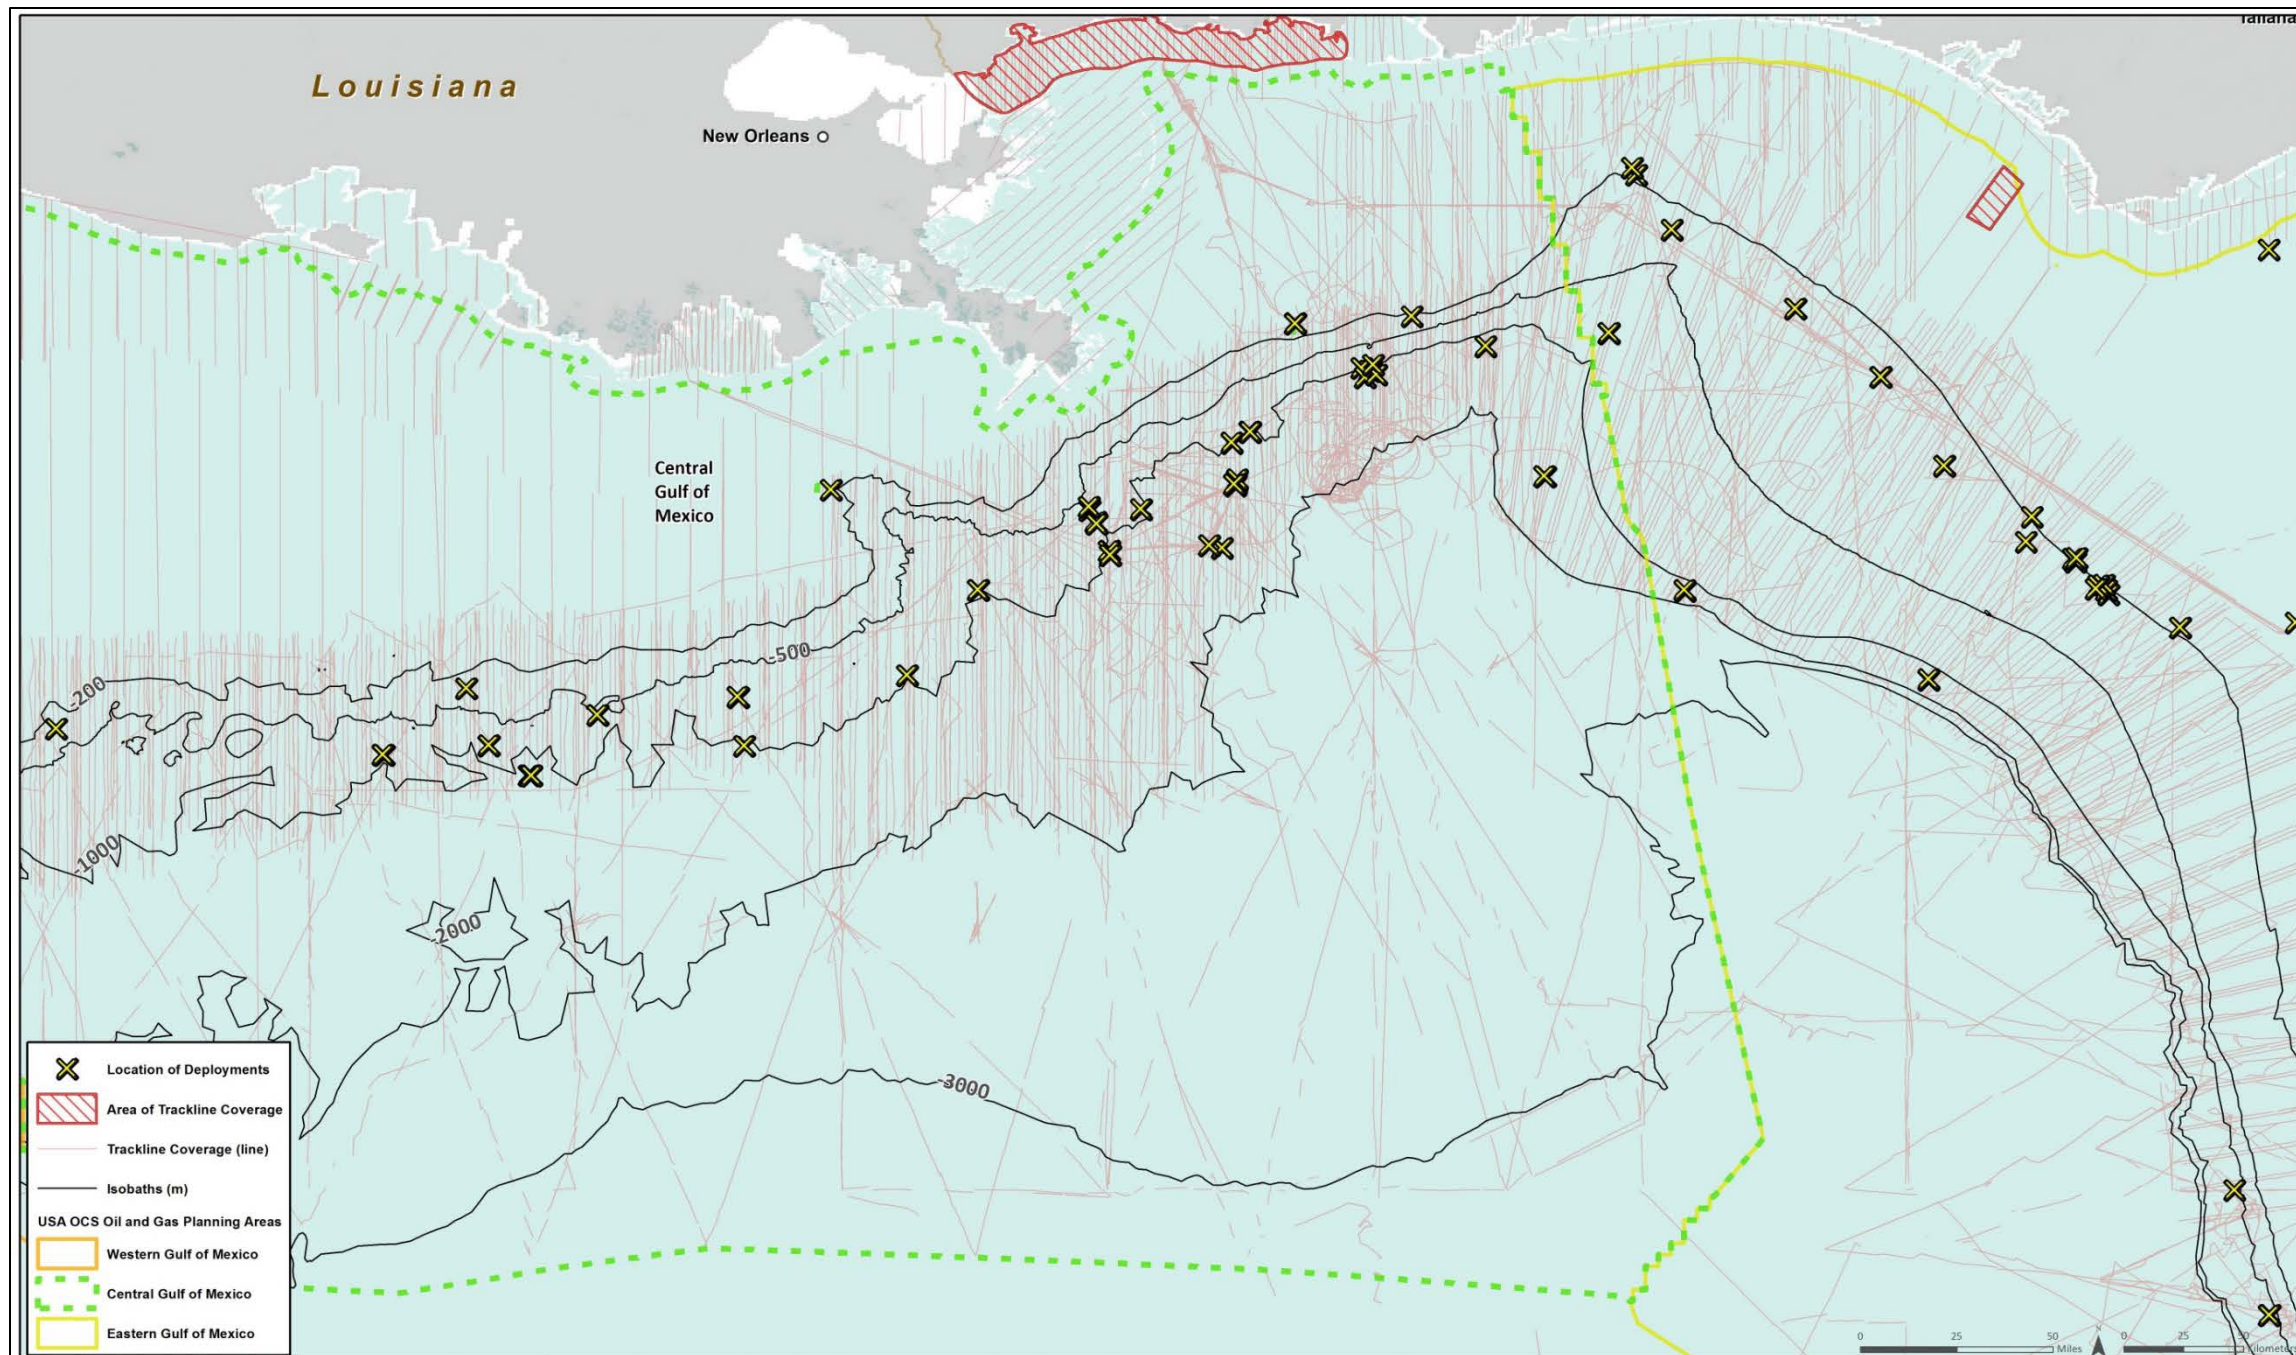 Louisiana
New Orleans
Central
Gulf of
Mexico
-200
-500
-1000
-2000
-3000
Location of Deployments
Area of Trackline Coverage
Trackline Coverage (line)
Isobaths (m)
USA OCS Oil and Gas Planning Areas
Western Gulf of Mexico
Central Gulf of Mexico
Eastern Gulf of Mexico
0 25 50 Miles
N
0 25 50 Kilometer